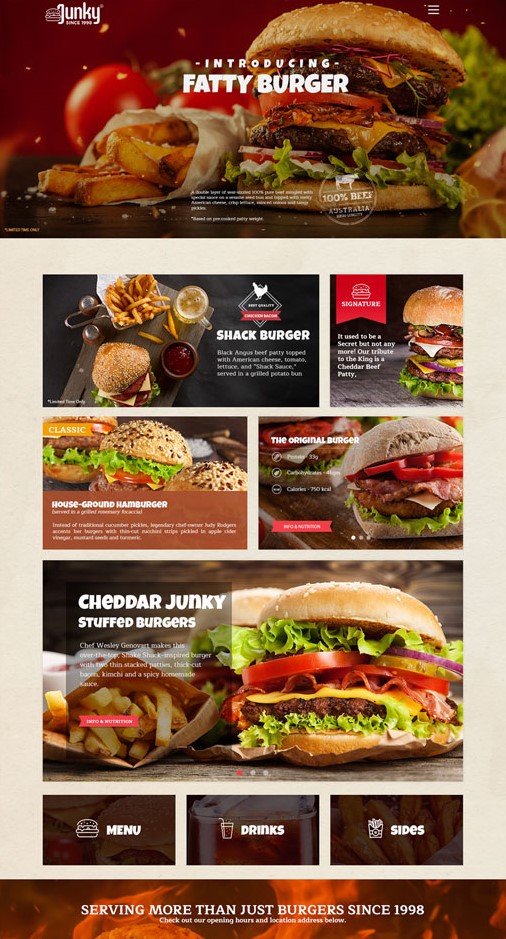 Junky
SINCE 1998
-INTRODUCING-
FATTY BURGER
A double layer of sear-sizzled 100% pure beef mingled with
special sauce on a sesame seed bun and topped with melty
American cheese, crisp lettuce, minced onions and tangy
pickles.
*Based on pre-cooked patty weight
100% BEEF
AUSTRALIA
*LIMITED TIME ONLY
BEST QUALITY
CHICKEN BACON
SHACK BURGER
Black Angus beef patty topped
with American cheese, tomato,
lettuce, and "Shack Sauce,"
served in a grilled potato bun
*Limited Time Only
SIGNATURE
It used to be a
Secret but not any
more! Our tribute
to the King is a
Cheddar Beef
Patty,
CLASSIC
HOUSE-GROUND HAMBURGER
(served in a grilled rosemary focaccia)
Instead of traditional cucumber pickles, legendary chef-owner Judy Rodgers
accents her burgers with thin-cut zucchini strips pickled in apple cider
vinegar, mustard seeds and turmeric.
THE ORIGINAL BURGER
Protein - 33g
Carbohydrates -
Calories - 750 kcal
INFO & NUTRITION
CHEDDAR JUNKY
STUFFED BURGERS
Chef Wesley Genovart makes this
over-the-top, Shake Shack-inspired burger
with two thin stacked patties, thick-cut
bacon, kimchi and a spicy homemade
sauce.
INFO & NUTRITION
MENU
DRINKS
SIDES
SERVING MORE THAN JUST BURGERS SINCE 1998
Check out our opening hours and location address below.